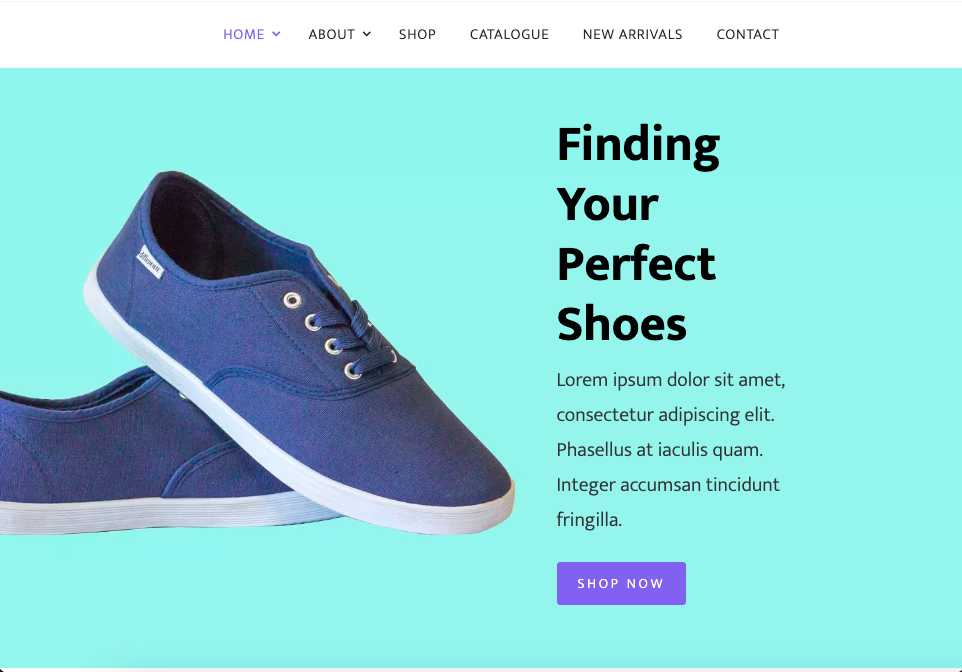 HOME
ABOUT
SHOP
CATALOGUE
NEW ARRIVALS
CONTACT
Finding
Your
Perfect
Shoes
Lorem ipsum dolor sit amet,
consectetur adipiscing elit.
Phasellus at iaculis quam.
Integer accumsan tincidunt
fringilla.
SHOP NOW